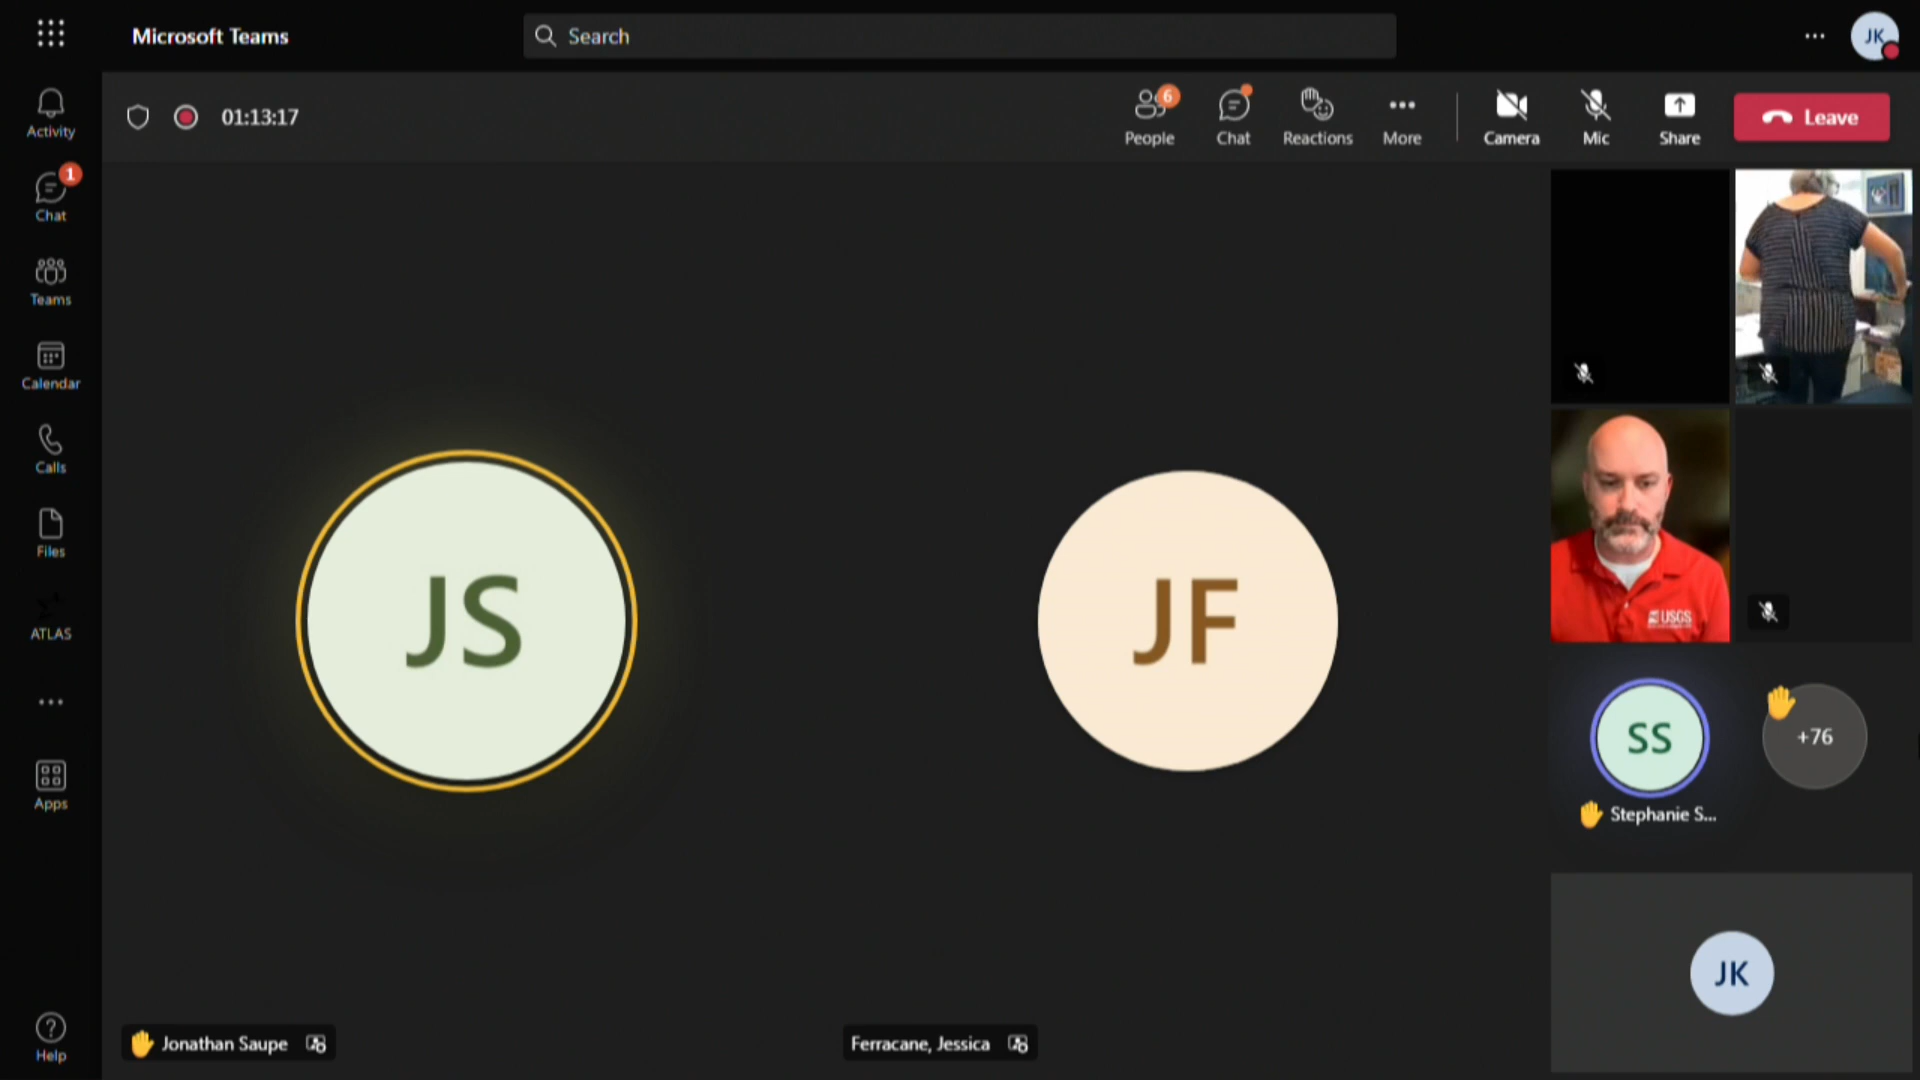 Microsoft Teams
Search
JK
Activity
1
Chat
Teams
Calendar
Calls
Files
ATLAS
Apps
Help
01:13:17
6
People
Chat
Reactions
More
Camera
Mic
Share
Leave
JS
JF
USGS
SS
+76
Stephanie S...
JK
Jonathan Saupe
Ferracane, Jessica